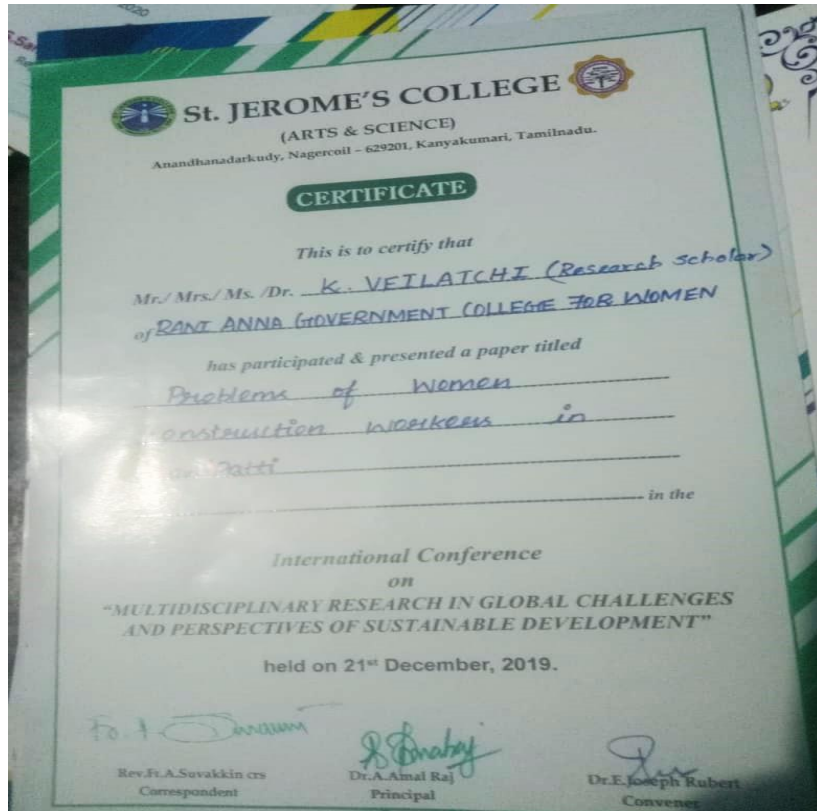 2020
St. JEROME'S COLLEGE
(ARTS & SCIENCE)
Anandhanadarkudy, Nagercoil – 629201, Kanyakumari, Tamilnadu.
CERTIFICATE
This is to certify that
Mr./ Mrs./ Ms. /Dr. K. VEILATCHI (Research Scholar)
of RANI ANNA GOVERNMENT COLLEGE FOR WOMEN
has participated & presented a paper titled
Problems of Women
onstruction workers in
Patti
in the
International Conference
on
"MULTIDISCIPLINARY RESEARCH IN GLOBAL CHALLENGES
AND PERSPECTIVES OF SUSTAINABLE DEVELOPMENT"
held on 21st December, 2019.
Rev.Fr.A.Suvakkin crs
Correspondent
Dr.A.Amal Raj
Principal
Dr.E.Joseph Rubert
Convener